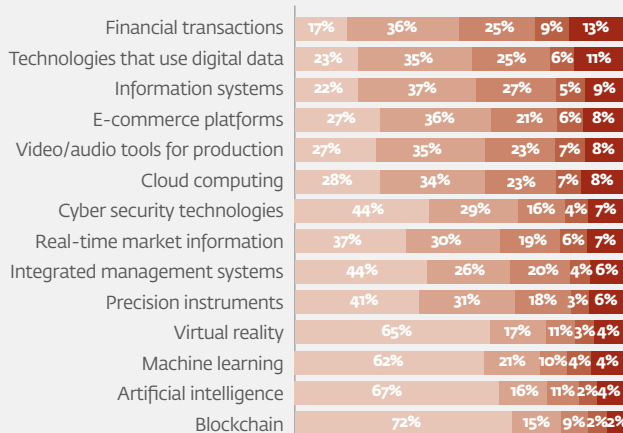 Financial transactions 17% 36% 25% 9% 13%
Technologies that use digital data 23% 35% 25% 6% 11%
Information systems 22% 37% 27% 5% 9%
E-commerce platforms 27% 36% 21% 6% 8%
Video/audio tools for production 27% 35% 23% 7% 8%
Cloud computing 28% 34% 23% 7% 8%
Cyber security technologies 44% 29% 16% 4% 7%
Real-time market information 37% 30% 19% 6% 7%
Integrated management systems 44% 26% 20% 4% 6%
Precision instruments 41% 31% 18% 3% 6%
Virtual reality 65% 17% 11% 3% 4%
Machine learning 62% 21% 10% 4% 4%
Artificial intelligence 67% 16% 11% 2% 4%
Blockchain 72% 15% 9% 2% 2%